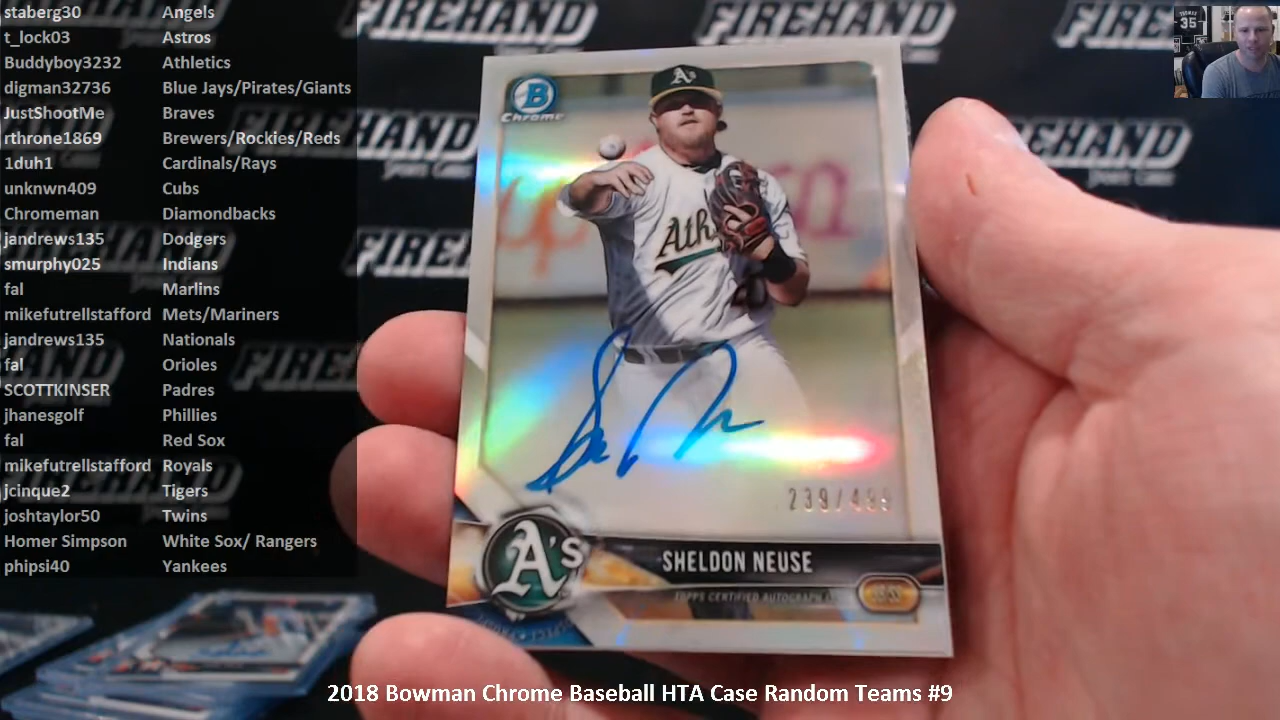 staberg30 Angels
t_lock03 Astros
Buddyboy3232 Athletics
digman32736 Blue Jays/Pirates/Giants
JustShootMe Braves
rthrone1869 Brewers/Rockies/Reds
1duh1 Cardinals/Rays
unknwn409 Cubs
Chromeman Diamondbacks
jandrews135 Dodgers
smurphy025 Indians
fal Marlins
mikefutrellstafford Mets/Mariners
jandrews135 Nationals
fal Orioles
SCOTTKINSER Padres
jhanesgolf Phillies
fal Red Sox
mikefutrellstafford Royals
jcinque2 Tigers
joshtaylor50 Twins
Homer Simpson White Sox/ Rangers
phipsi40 Yankees
FIREHAND
FIREHAND
FIREHAND
FIREHAND
FIREHAND
FIREHAND
35
B
Chrome
A's
Ath
239/499
A's
SHELDON NEUSE
TOPPS CERTIFIED AUTOGRAPH
2018 Bowman Chrome Baseball HTA Case Random Teams #9